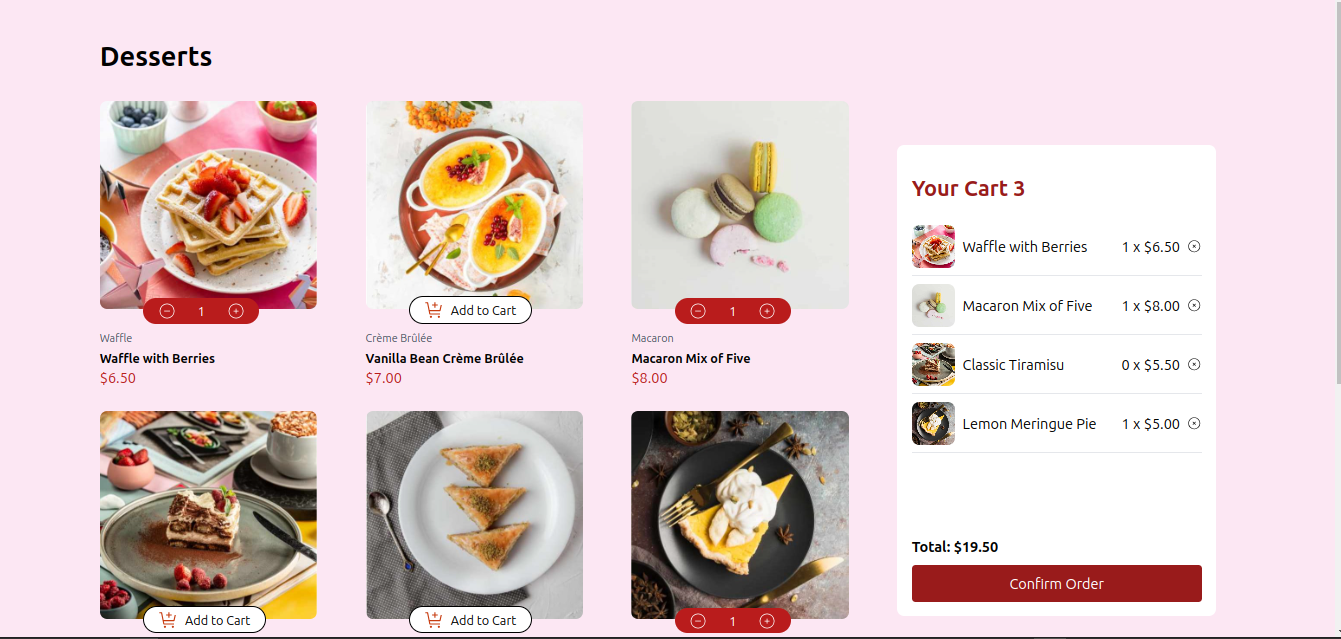 Desserts
1
Waffle
Waffle with Berries
$6.50
Add to Cart
Crème Brûlée
Vanilla Bean Crème Brûlée
$7.00
1
Macaron
Macaron Mix of Five
$8.00
Add to Cart
Add to Cart
1
Your Cart 3
Waffle with Berries 1 x $6.50
Macaron Mix of Five 1 x $8.00
Classic Tiramisu 0 x $5.50
Lemon Meringue Pie 1 x $5.00
Total: $19.50
Confirm Order